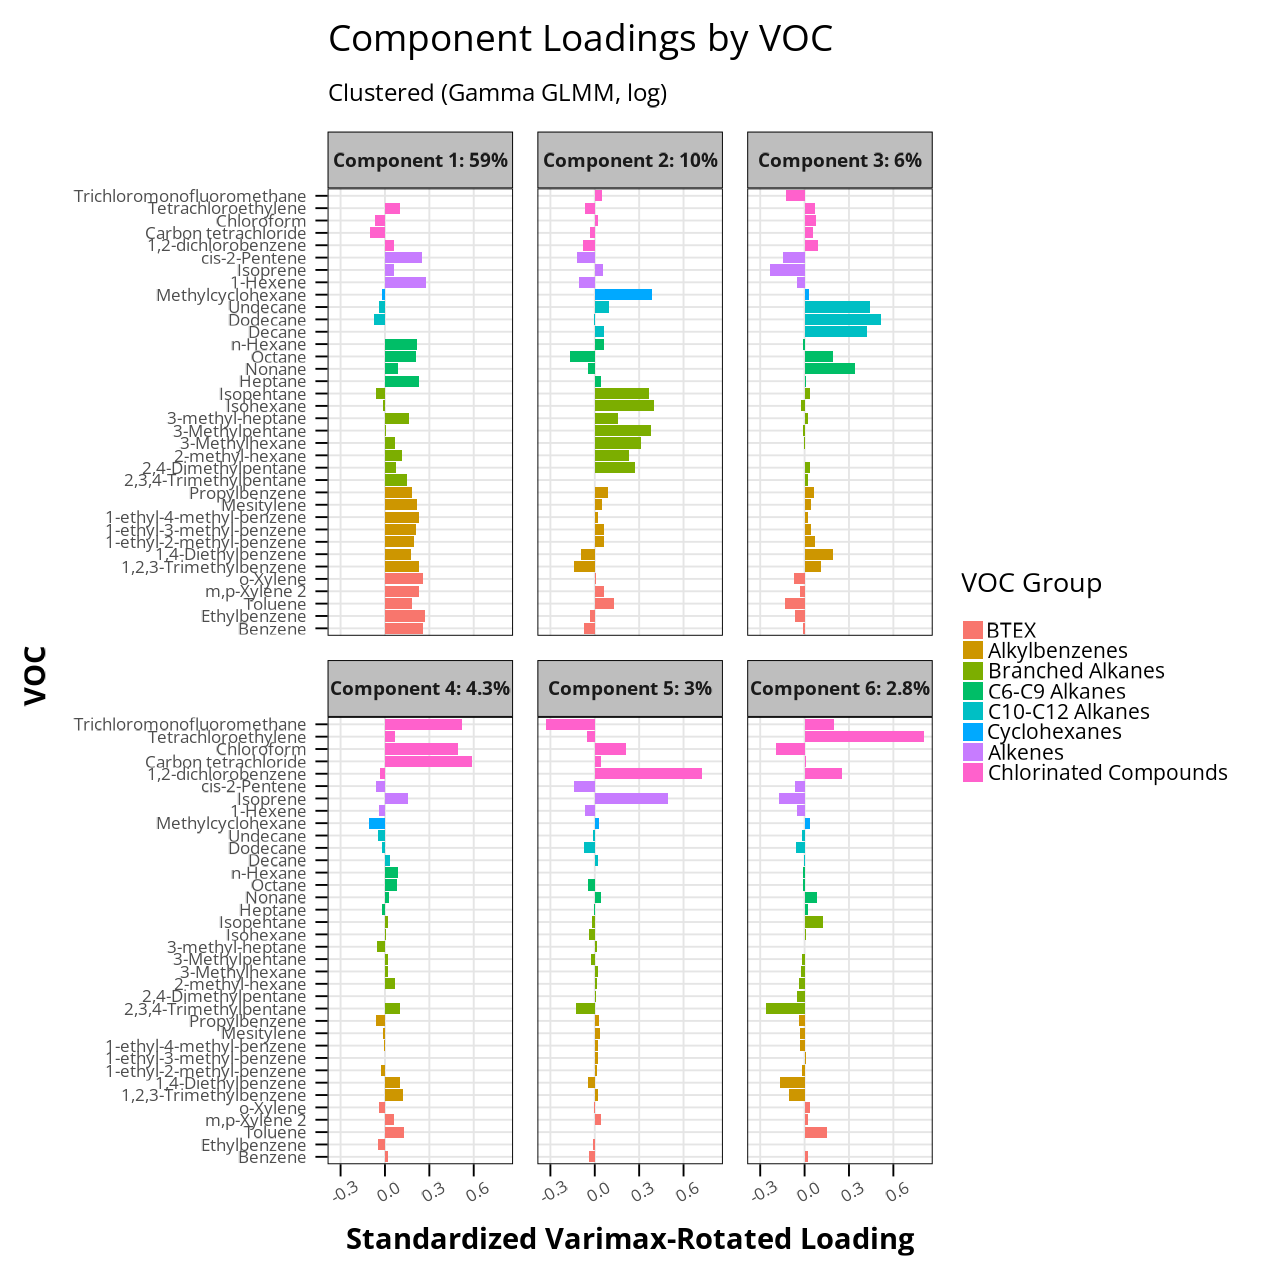 Component Loadings by VOC
Clustered (Gamma GLMM, log)
Component 1: 59%
Component 2: 10%
Component 3: 6%
Trichloromonofluoromethane
Tetrachloroethylene
Chloroform
Carbon tetrachloride
1,2-dichlorobenzene
cis-2-Pentene
Isoprene
1-Hexene
Methylcyclohexane
Undecane
Dodecane
Decane
n-Hexane
Octane
Nonane
Heptane
Isopentane
Isohexane
3-methyl-heptane
3-Methylpentane
3-Methylhexane
2-methyl-hexane
2,4-Dimethylpentane
2,3,4-Trimethylpentane
Propylbenzene
Mesitylene
1-ethyl-4-methyl-benzene
1-ethyl-3-methyl-benzene
1-ethyl-2-methyl-benzene
1,4-Diethylbenzene
1,2,3-Trimethylbenzene
o-Xylene
m,p-Xylene 2
Toluene
Ethylbenzene
Benzene
VOC
Component 4: 4.3%
Component 5: 3%
Component 6: 2.8%
Trichloromonofluoromethane
Tetrachloroethylene
Chloroform
Carbon tetrachloride
1,2-dichlorobenzene
cis-2-Pentene
Isoprene
1-Hexene
Methylcyclohexane
Undecane
Dodecane
Decane
n-Hexane
Octane
Nonane
Heptane
Isopentane
Isohexane
3-methyl-heptane
3-Methylpentane
3-Methylhexane
2-methyl-hexane
2,4-Dimethylpentane
2,3,4-Trimethylpentane
Propylbenzene
Mesitylene
1-ethyl-4-methyl-benzene
1-ethyl-3-methyl-benzene
1-ethyl-2-methyl-benzene
1,4-Diethylbenzene
1,2,3-Trimethylbenzene
o-Xylene
m,p-Xylene 2
Toluene
Ethylbenzene
Benzene
-0.3 0.0 0.3 0.6
-0.3 0.0 0.3 0.6
-0.3 0.0 0.3 0.6
Standardized Varimax-Rotated Loading
VOC Group
BTEX
Alkylbenzenes
Branched Alkanes
C6-C9 Alkanes
C10-C12 Alkanes
Cyclohexanes
Alkenes
Chlorinated Compounds